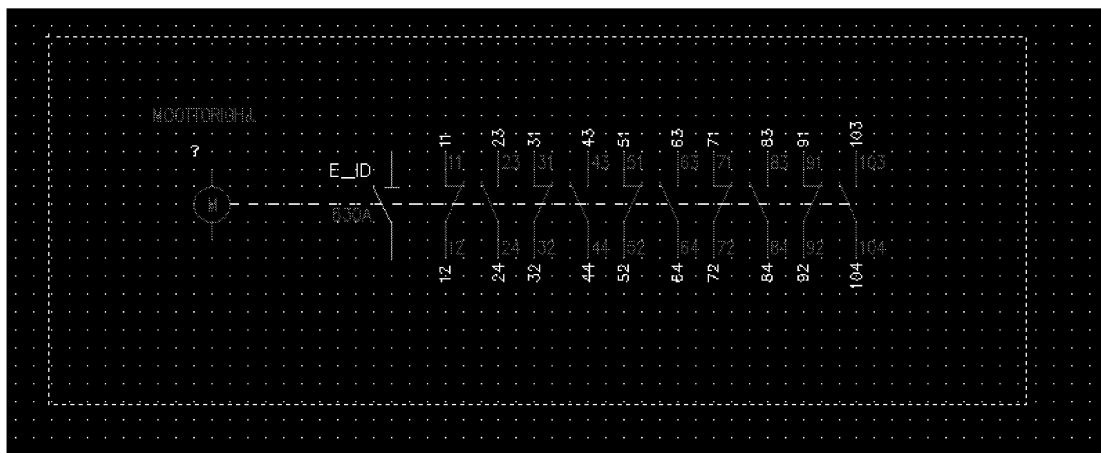 MOOTTORIOHJ.
?
E_ID
630A
M
11 23 31 43 51 63 71 83 91 103
11 23 31 43 51 63 71 83 91 103
12 24 32 44 52 64 72 84 92 104
12 24 32 44 52 64 72 84 92 104